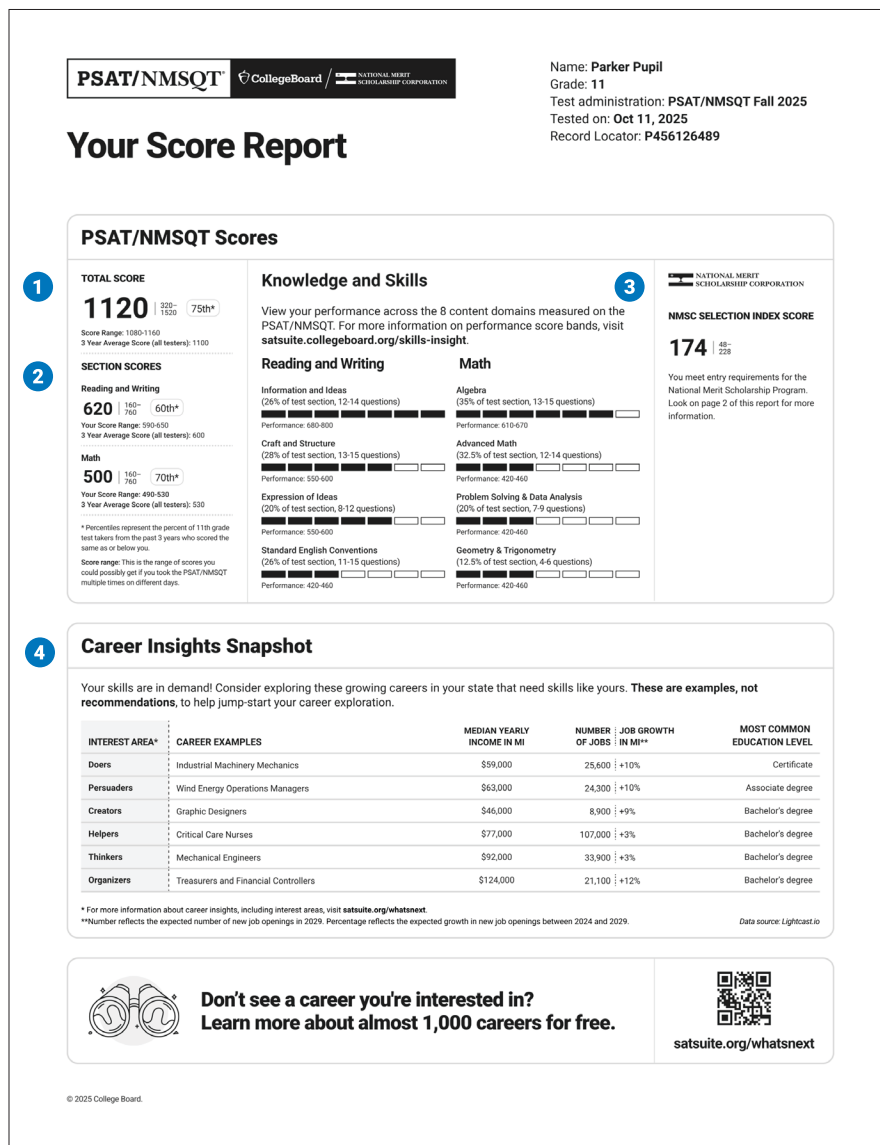 PSAT/NMSQT® CollegeBoard NATIONAL MERIT
SCHOLARSHIP CORPORATION
Your Score Report
Name: Parker Pupil
Grade: 11
Test administration: PSAT/NMSQT Fall 2025
Tested on: Oct 11, 2025
Record Locator: P456126489
PSAT/NMSQT Scores
1
TOTAL SCORE
1120 320–
1520 75th*
Score Range: 1080-1160
3 Year Average Score (all testers): 1100
2
SECTION SCORES
Reading and Writing
620 160–
760 60th*
Your Score Range: 590-650
3 Year Average Score (all testers): 600
Math
500 160–
760 70th*
Your Score Range: 490-530
3 Year Average Score (all testers): 530
* Percentiles represent the percent of 11th grade
test takers from the past 3 years who scored the
same as or below you.
Score range: This is the range of scores you
could possibly get if you took the PSAT/NMSQT
multiple times on different days.
Knowledge and Skills
3
View your performance across the 8 content domains measured on the
PSAT/NMSQT. For more information on performance score bands, visit
satsuite.collegeboard.org/skills-insight.
Reading and Writing
Information and Ideas
(26% of test section, 12-14 questions)
Performance: 680-800
Craft and Structure
(28% of test section, 13-15 questions)
Performance: 550-600
Expression of Ideas
(20% of test section, 8-12 questions)
Performance: 550-600
Standard English Conventions
(26% of test section, 11-15 questions)
Performance: 420-460
Math
Algebra
(35% of test section, 13-15 questions)
Performance: 610-670
Advanced Math
(32.5% of test section, 12-14 questions)
Performance: 420-460
Problem Solving & Data Analysis
(20% of test section, 7-9 questions)
Performance: 420-460
Geometry & Trigonometry
(12.5% of test section, 4-6 questions)
Performance: 420-460
NATIONAL MERIT
SCHOLARSHIP CORPORATION
NMSC SELECTION INDEX SCORE
174 48–
228
You meet entry requirements for the
National Merit Scholarship Program.
Look on page 2 of this report for more
information.
4
Career Insights Snapshot
Your skills are in demand! Consider exploring these growing careers in your state that need skills like yours. These are examples, not
recommendations, to help jump-start your career exploration.
INTEREST AREA* CAREER EXAMPLES MEDIAN YEARLY INCOME IN MI NUMBER OF JOBS JOB GROWTH IN MI** MOST COMMON EDUCATION LEVEL
Doers Industrial Machinery Mechanics $59,000 25,600 +10% Certificate
Persuaders Wind Energy Operations Managers $63,000 24,300 +10% Associate degree
Creators Graphic Designers $46,000 8,900 +9% Bachelor's degree
Helpers Critical Care Nurses $77,000 107,000 +3% Bachelor's degree
Thinkers Mechanical Engineers $92,000 33,900 +3% Bachelor's degree
Organizers Treasurers and Financial Controllers $124,000 21,100 +12% Bachelor's degree
* For more information about career insights, including interest areas, visit satsuite.org/whatsnext.
**Number reflects the expected number of new job openings in 2029. Percentage reflects the expected growth in new job openings between 2024 and 2029.
Data source: Lightcast.io
Don't see a career you're interested in?
Learn more about almost 1,000 careers for free.
satsuite.org/whatsnext
© 2025 College Board.